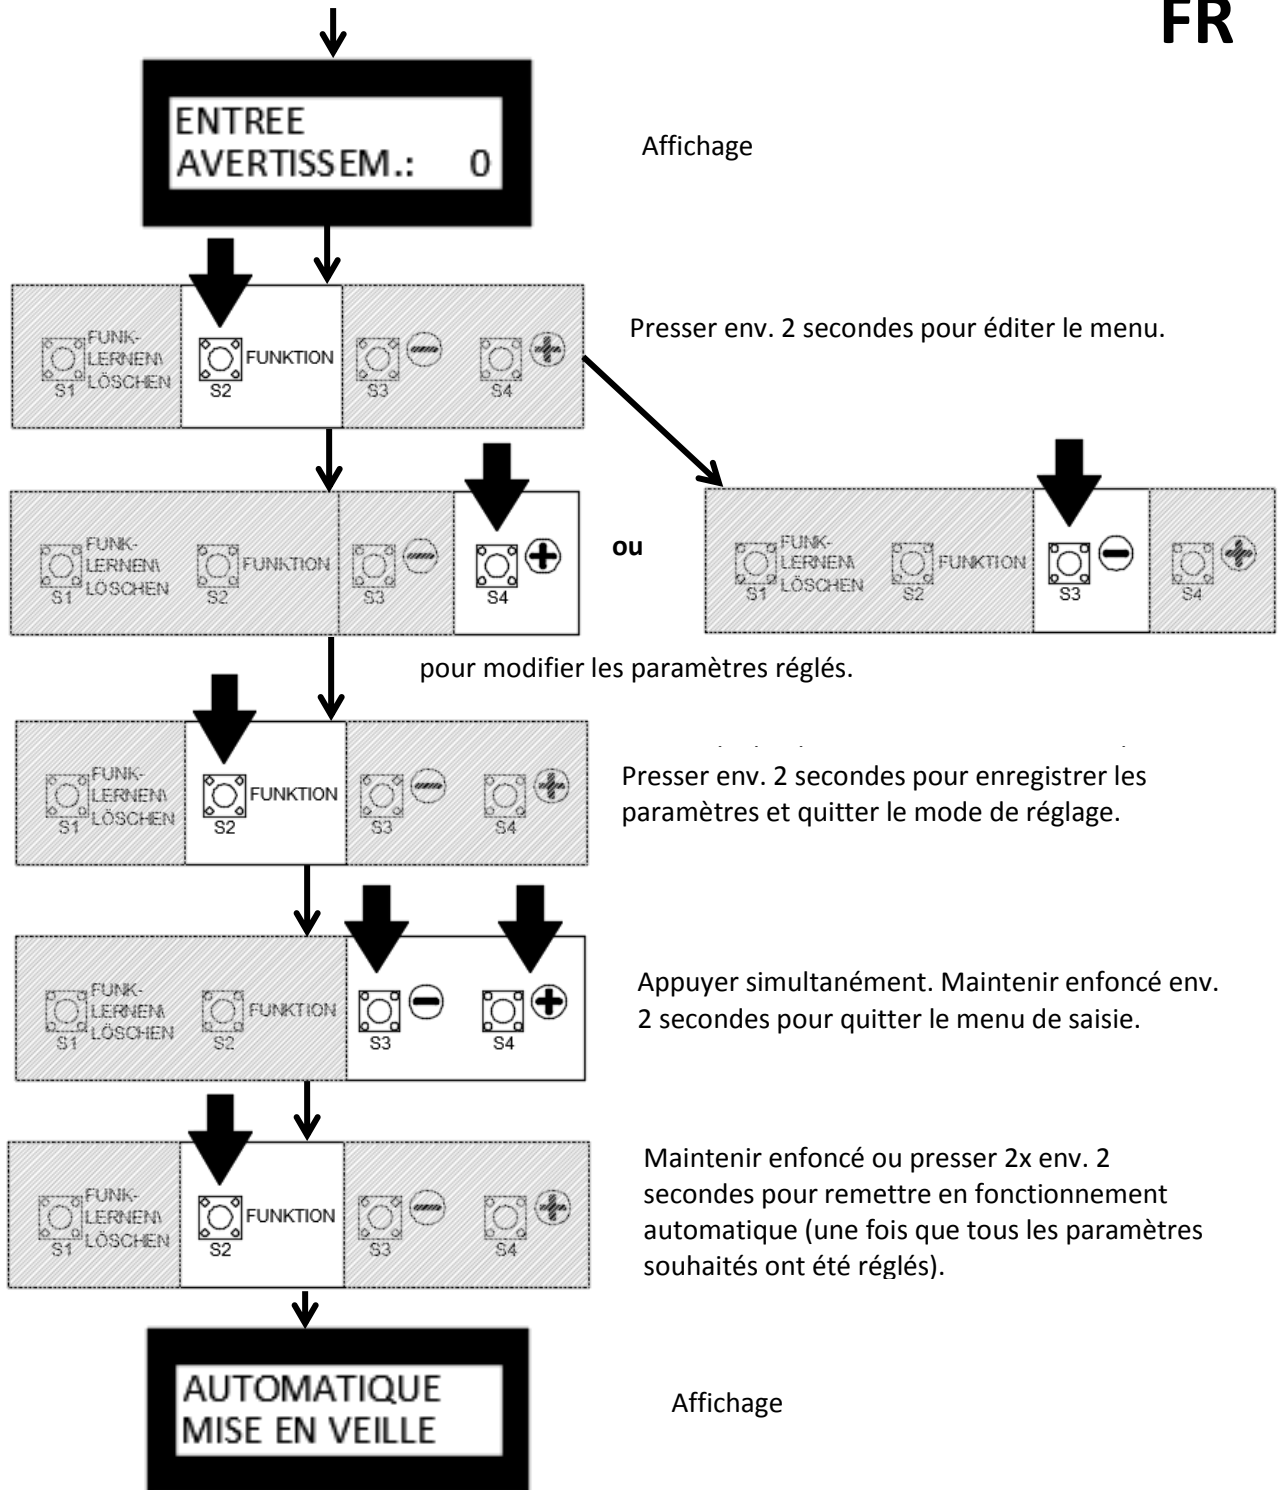 FR
ENTREE
AVERTISSEM.: 0
Affichage
FUNK-
LERNEN\
LÖSCHEN
S1
FUNKTION
S2
S3
S4
Presser env. 2 secondes pour éditer le menu.
FUNK-
LERNEN\
LÖSCHEN
S1
FUNKTION
S2
S3
S4
ou
FUNK-
LERNEN\
LÖSCHEN
S1
FUNKTION
S2
S3
S4
pour modifier les paramètres réglés.
FUNK-
LERNEN\
LÖSCHEN
S1
FUNKTION
S2
S3
S4
Presser env. 2 secondes pour enregistrer les
paramètres et quitter le mode de réglage.
FUNK-
LERNEN\
LÖSCHEN
S1
FUNKTION
S2
S3
S4
Appuyer simultanément. Maintenir enfoncé env.
2 secondes pour quitter le menu de saisie.
FUNK-
LERNEN\
LÖSCHEN
S1
FUNKTION
S2
S3
S4
Maintenir enfoncé ou presser 2x env. 2
secondes pour remettre en fonctionnement
automatique (une fois que tous les paramètres
souhaités ont été réglés).
AUTOMATIQUE
MISE EN VEILLE
Affichage